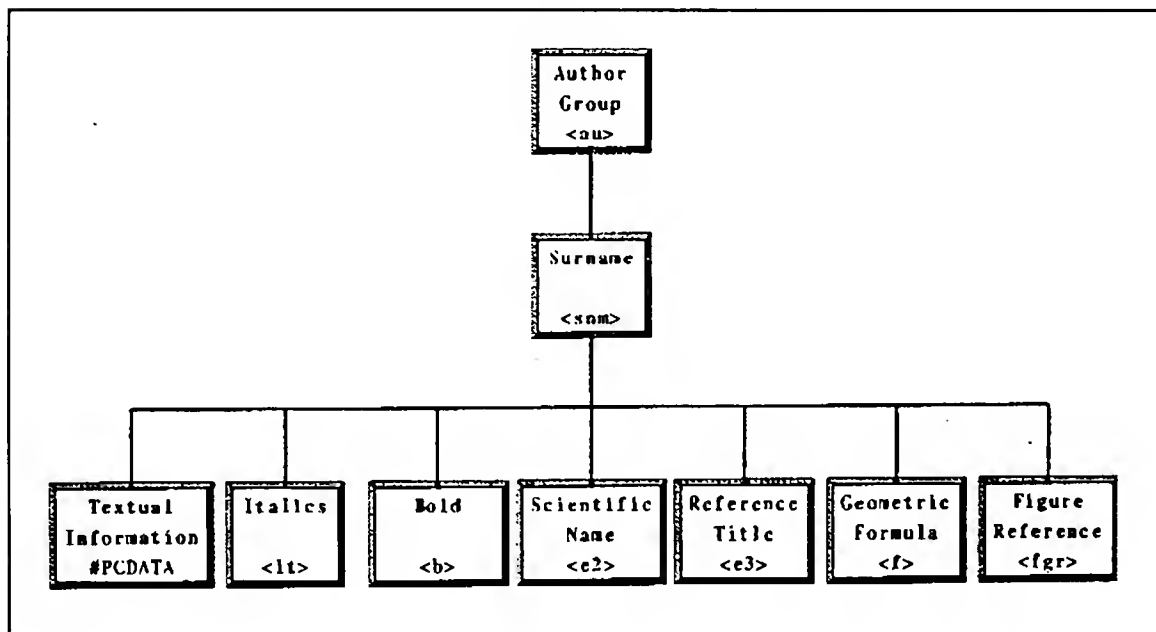 Author
Group
<au>
Surname
<snm>
Textual
Information
#PCDATA
Italics
<it>
Bold
<b>
Scientific
Name
<e2>
Reference
Title
<e3>
Geometric
Formula
<f>
Figure
Reference
<fgr>